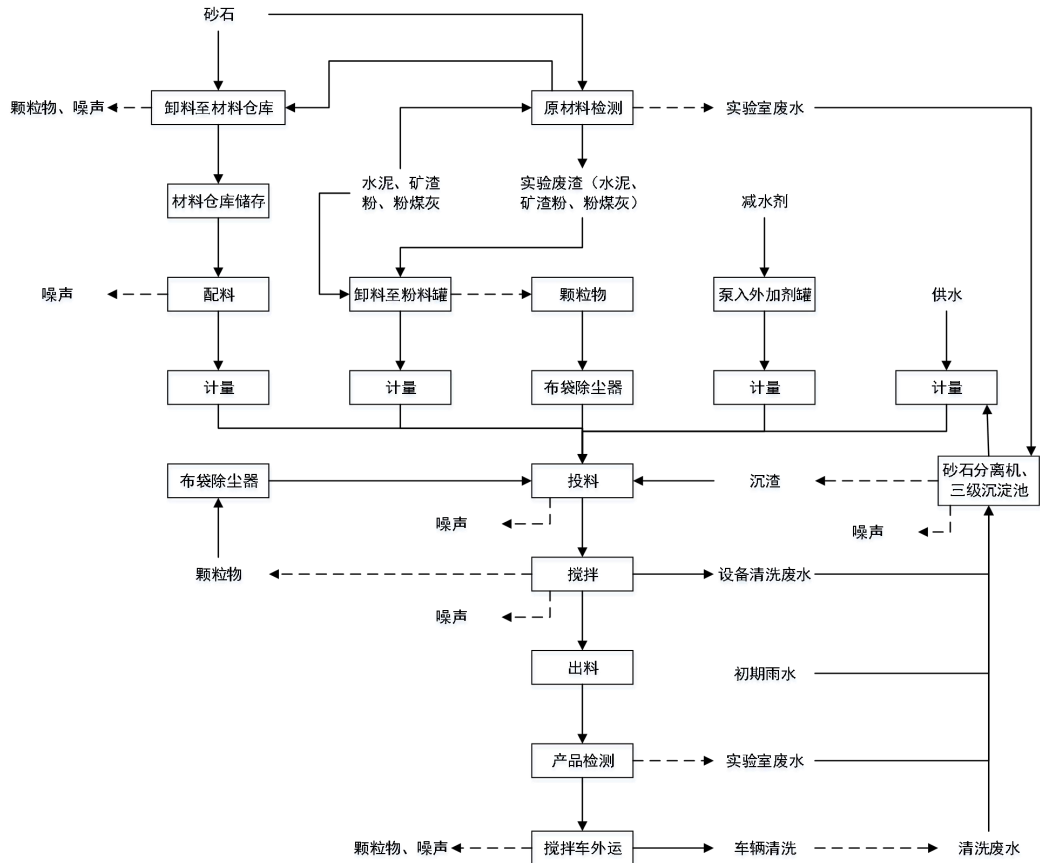 砂石
颗粒物、噪声
卸料至材料仓库
原材料检测
实验室废水
材料仓库储存
水泥、矿渣
粉、粉煤灰
实验废渣（水泥、
矿渣粉、粉煤灰）
减水剂
噪声
配料
卸料至粉料罐
颗粒物
泵入外加剂罐
供水
计量
计量
布袋除尘器
计量
计量
布袋除尘器
投料
沉渣
砂石分离机、
三级沉淀池
噪声
噪声
颗粒物
搅拌
设备清洗废水
噪声
出料
初期雨水
产品检测
实验室废水
颗粒物、噪声
搅拌车外运
车辆清洗
清洗废水